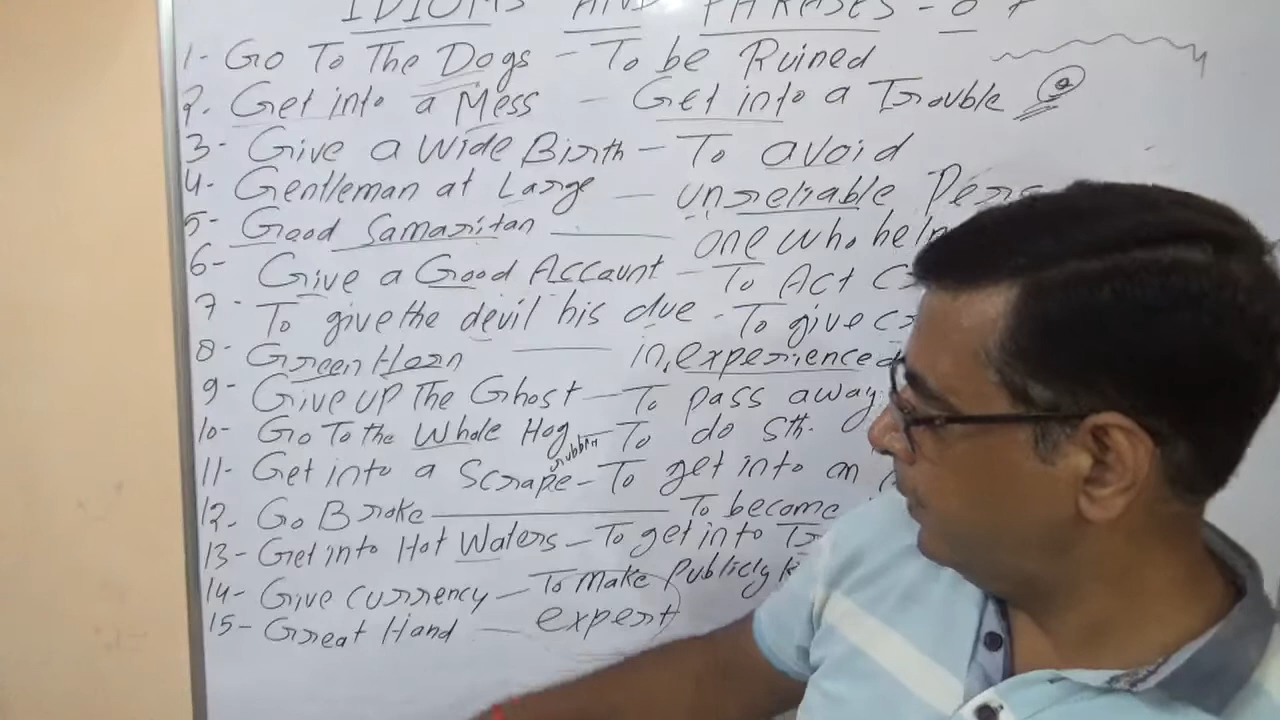 IDIOMS AND PHRASES - 07
1- Go To The Dogs - To be Ruined
2. Get into a Mess - Get into a Trouble
3- Give a Wide Birth - To avoid
4- Gentleman at Large - unreliable Pers
5- Good Samaritan - one who help
6- Give a Good Account - To Act C
7- To give the devil his due - To give cr
8- Green Horn - inexperienced
9- Give up The Ghost - To pass away
10- Go To the Whole Hog - To do sth.
11- Get into a Scrape - To get into an
12. Go Broke - To become
13- Get into Hot Waters - To get into Tr
14- Give currency - To make Publicly k
15- Great Hand - expert